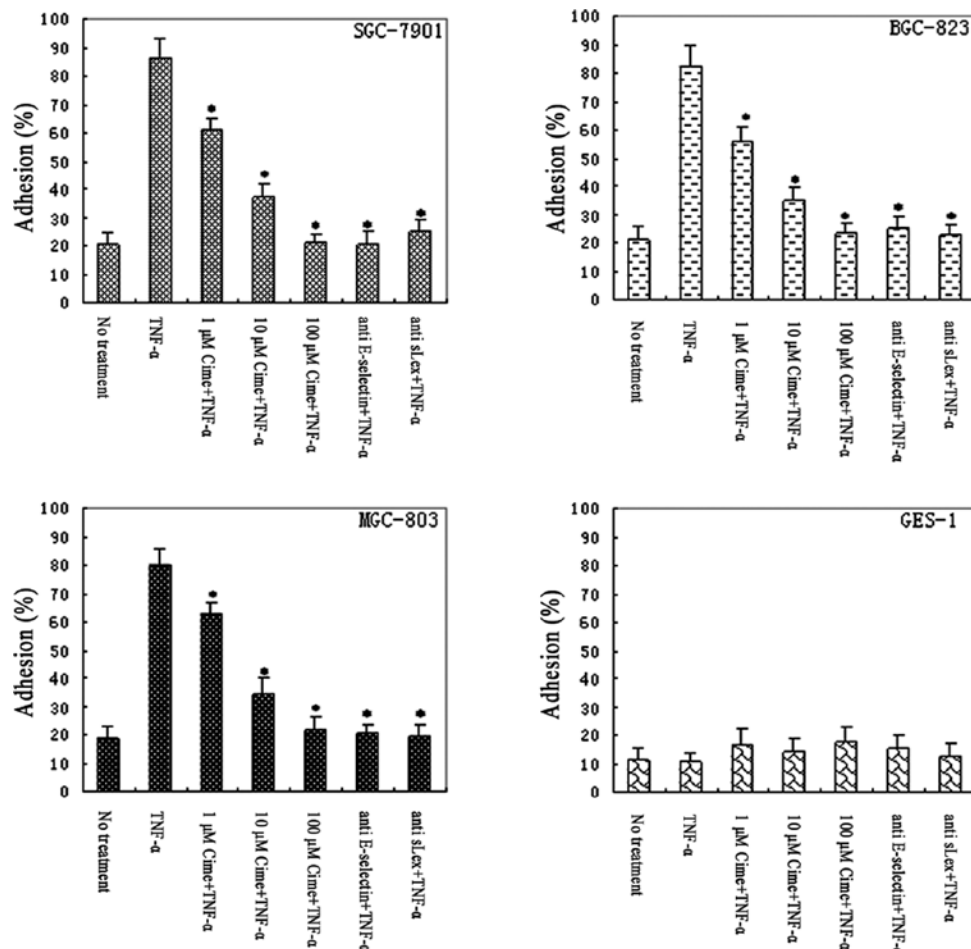 SGC-7901
Adhesion (%)
100
90
80
70
60
50
40
30
20
10
0
* * * * *
No treatment
TNF-α
1 μM Cime+TNF-α
10 μM Cime+TNF-α
100 μM Cime+TNF-α
anti E-selectin+TNF-α
anti sLex+TNF-α
BGC-823
Adhesion (%)
100
90
80
70
60
50
40
30
20
10
0
* * * * *
No treatment
TNF-α
1 μM Cime+TNF-α
10 μM Cime+TNF-α
100 μM Cime+TNF-α
anti E-selectin+TNF-α
anti sLex+TNF-α
MGC-803
Adhesion (%)
100
90
80
70
60
50
40
30
20
10
0
* * * * *
No treatment
TNF-α
1 μM Cime+TNF-α
10 μM Cime+TNF-α
100 μM Cime+TNF-α
anti E-selectin+TNF-α
anti sLex+TNF-α
GES-1
Adhesion (%)
100
90
80
70
60
50
40
30
20
10
0
No treatment
TNF-α
1 μM Cime+TNF-α
10 μM Cime+TNF-α
100 μM Cime+TNF-α
anti E-selectin+TNF-α
anti sLex+TNF-α